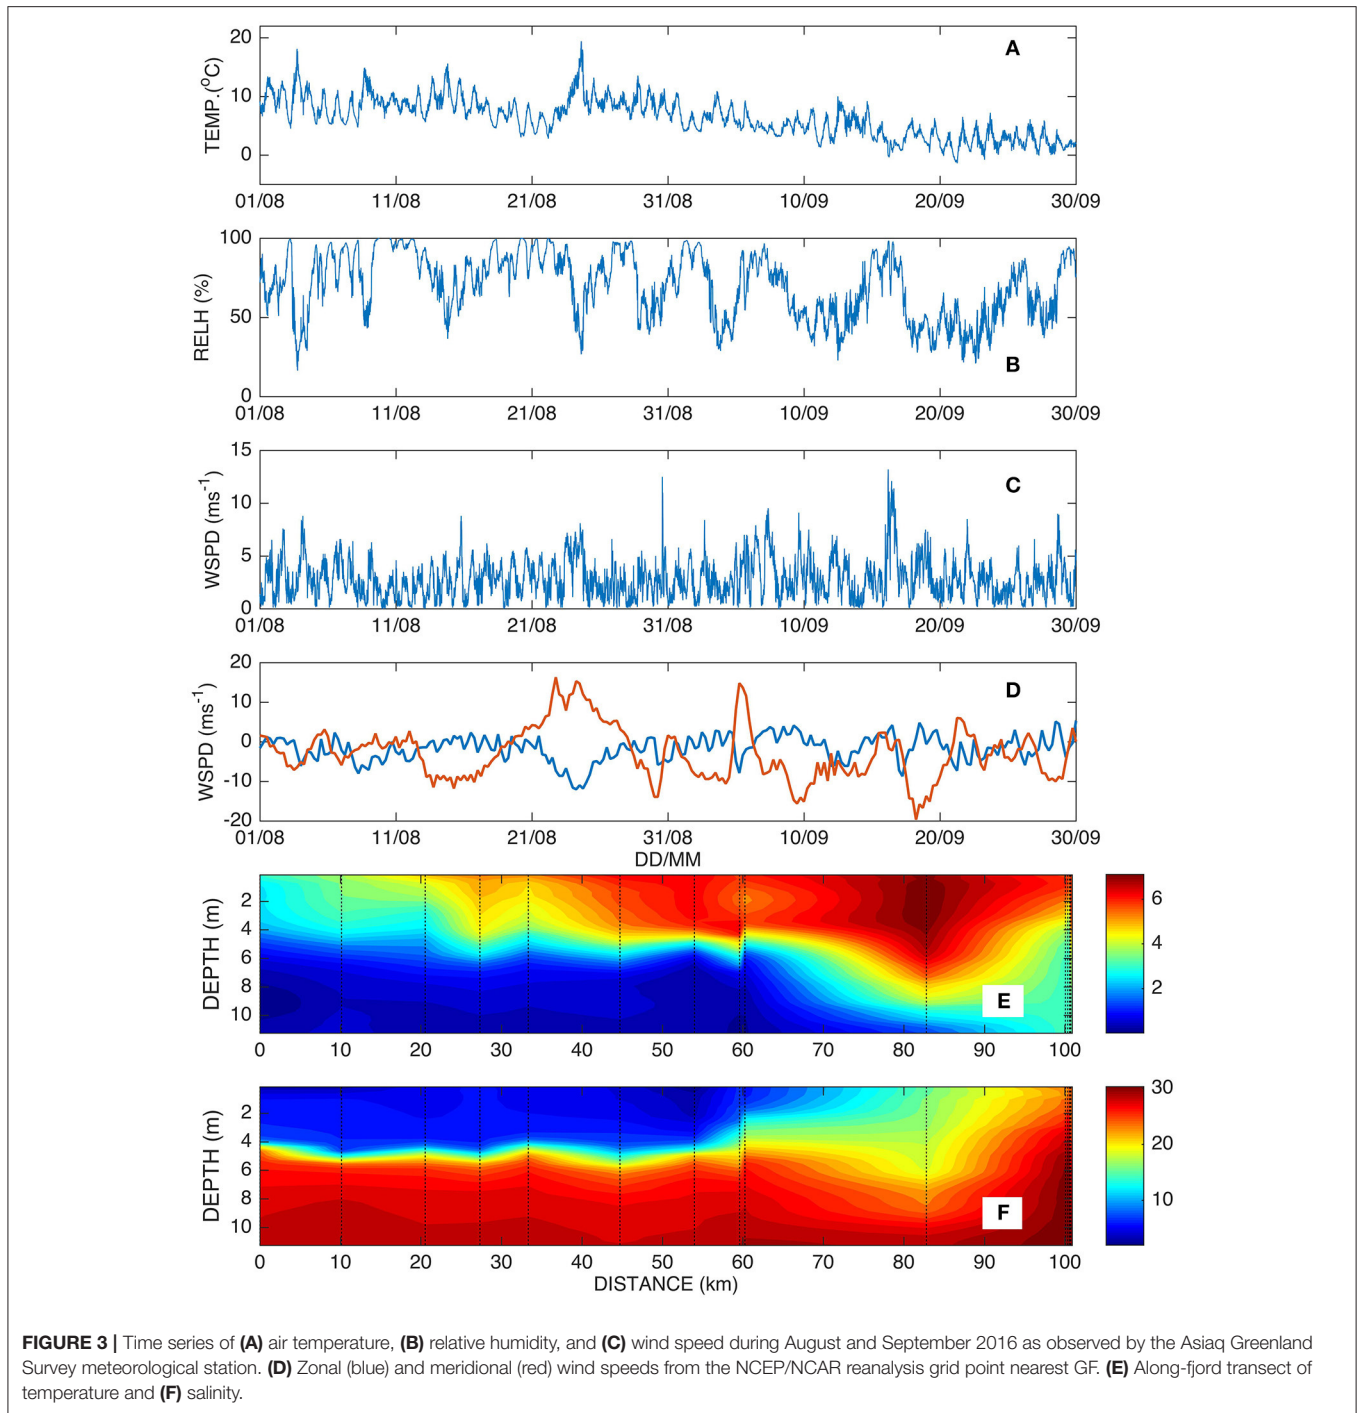 A
TEMP.(°C)
20
10
0
01/08 11/08 21/08 31/08 10/09 20/09 30/09
B
RELH (%)
100
50
0
01/08 11/08 21/08 31/08 10/09 20/09 30/09
C
WSPD (ms⁻¹)
15
10
5
0
01/08 11/08 21/08 31/08 10/09 20/09 30/09
D
WSPD (ms⁻¹)
20
10
0
-10
-20
01/08 11/08 21/08 31/08 10/09 20/09 30/09
DD/MM
E
DEPTH (m)
2
4
6
8
10
0 10 20 30 40 50 60 70 80 90 100
6
4
2
F
DEPTH (m)
2
4
6
8
10
0 10 20 30 40 50 60 70 80 90 100
DISTANCE (km)
30
20
10
FIGURE 3 | Time series of (A) air temperature, (B) relative humidity, and (C) wind speed during August and September 2016 as observed by the Asiaq Greenland
Survey meteorological station. (D) Zonal (blue) and meridional (red) wind speeds from the NCEP/NCAR reanalysis grid point nearest GF. (E) Along-fjord transect of
temperature and (F) salinity.